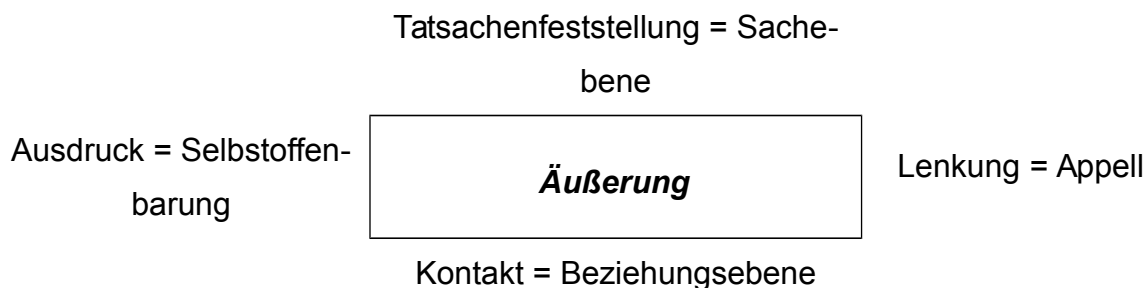 Tatsachenfeststellung = Sache-
bene
Ausdruck = Selbstoffen-
barung
Äußerung
Lenkung = Appell
Kontakt = Beziehungsebene